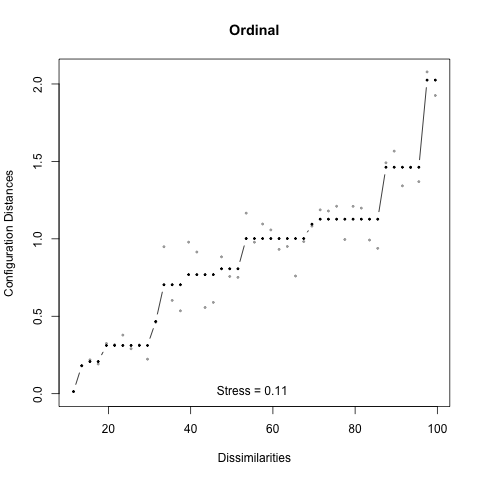 Ordinal
Configuration Distances
2.0
1.5
1.0
0.5
0.0
Stress = 0.11
20 40 60 80 100
Dissimilarities